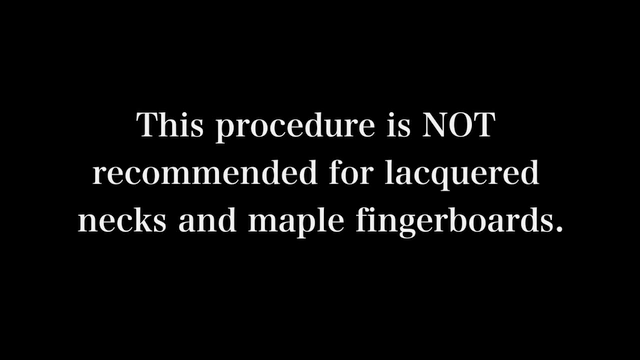 This procedure is NOT
recommended for lacquered
necks and maple fingerboards.